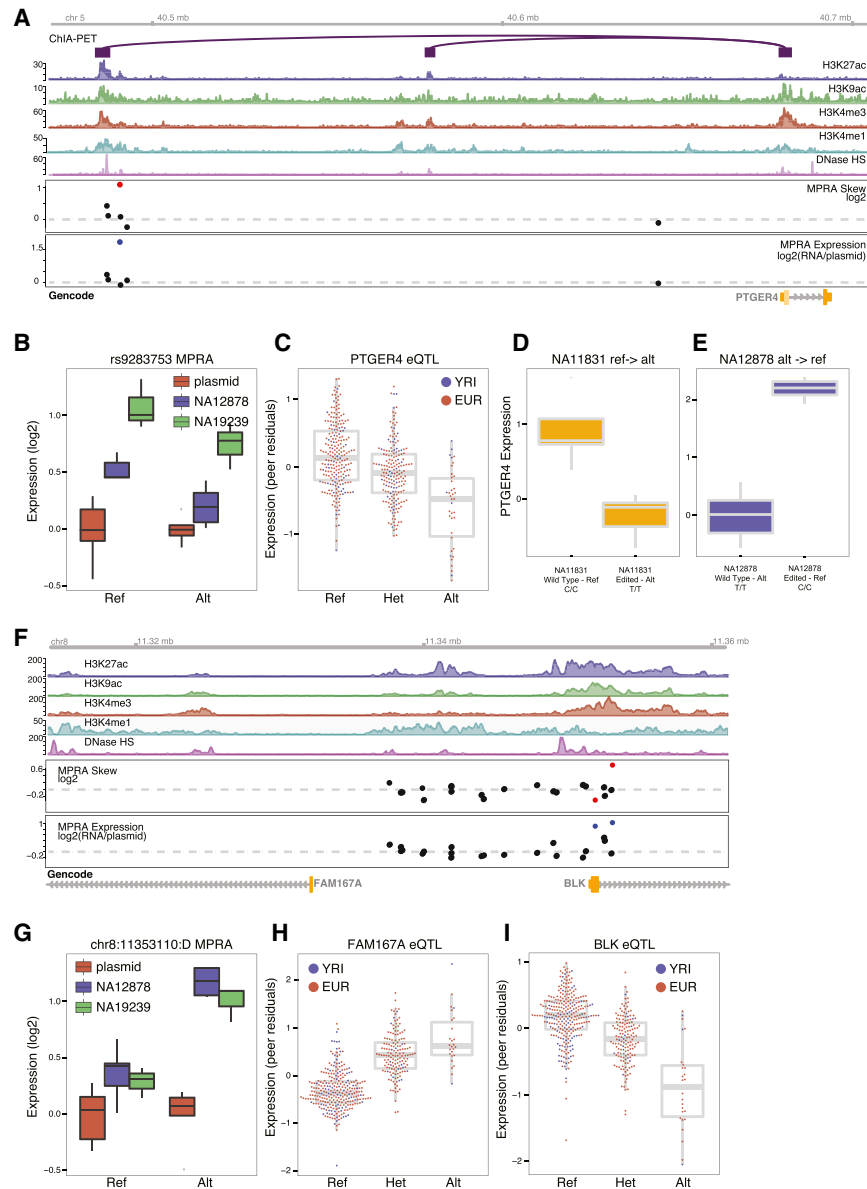 A
chr 5
40.5 mb
40.6 mb
40.7 mb
ChIA-PET
30
H3K27ac
10
H3K9ac
60
H3K4me3
50
H3K4me1
60
DNase HS
MPRA Skew
log2
1
0
MPRA Expression
log2(RNA/plasmid)
1.5
0
Gencode
PTGER4
B
rs9283753 MPRA
plasmid
NA12878
NA19239
Expression (log2)
1.0
0.5
0.0
−0.5
Ref
Alt
C
PTGER4 eQTL
YRI
EUR
Expression (peer residuals)
1
0
−1
Ref
Het
Alt
D
NA11831 ref-> alt
PTGER4 Expression
1
0
NA11831
Wild Type - Ref
C/C
NA11831
Edited - Alt
T/T
E
NA12878 alt -> ref
2
1
0
NA12878
Wild Type - Alt
T/T
NA12878
Edited - Ref
C/C
F
chr8
11.32 mb
11.34 mb
11.36 mb
200
H3K27ac
200
H3K9ac
200
H3K4me3
50
H3K4me1
200
DNase HS
MPRA Skew
log2
0.6
−0.2
MPRA Expression
log2(RNA/plasmid)
1
−0.2
Gencode
FAM167A
BLK
G
chr8:11353110:D MPRA
plasmid
NA12878
NA19239
Expression (log2)
1.0
0.5
0.0
−0.5
Ref
Alt
H
FAM167A eQTL
YRI
EUR
Expression (peer residuals)
2
1
0
−1
−2
Ref
Het
Alt
I
BLK eQTL
YRI
EUR
Expression (peer residuals)
1
0
−1
−2
Ref
Het
Alt